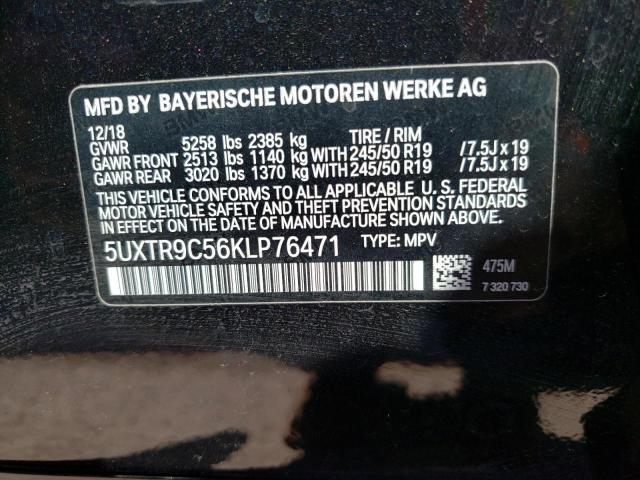 MFD BY BAYERISCHE MOTOREN WERKE AG
12/18
GVWR 5258 lbs 2385 kg TIRE / RIM
GAWR FRONT 2513 lbs 1140 kg WITH 245/50 R19 /7.5J x 19
GAWR REAR 3020 lbs 1370 kg WITH 245/50 R19 /7.5J x 19
THIS VEHICLE CONFORMS TO ALL APPLICABLE U. S. FEDERAL
MOTOR VEHICLE SAFETY AND THEFT PREVENTION STANDARDS
IN EFFECT ON THE DATE OF MANUFACTURE SHOWN ABOVE:
5UXTR9C56KLP76471 TYPE: MPV
475M
7 320 730